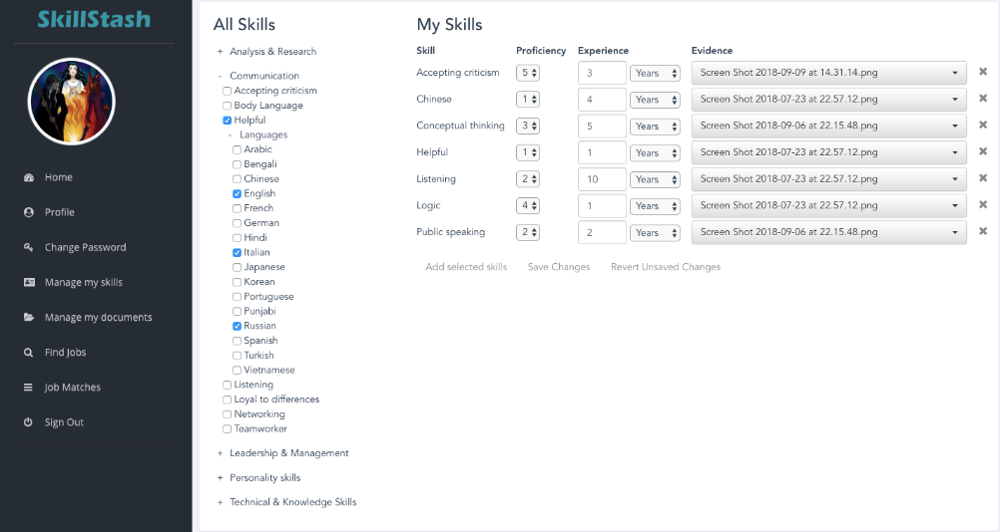 SkillStash
Home
Profile
Change Password
Manage my skills
Manage my documents
Find Jobs
Job Matches
Sign Out
All Skills
+ Analysis & Research
- Communication
Accepting criticism
Body Language
Helpful
- Languages
Arabic
Bengali
Chinese
English
French
German
Hindi
Italian
Japanese
Korean
Portuguese
Punjabi
Russian
Spanish
Turkish
Vietnamese
Listening
Loyal to differences
Networking
Teamworker
+ Leadership & Management
+ Personality skills
+ Technical & Knowledge Skills
My Skills
Skill Proficiency Experience Evidence
Accepting criticism 5 3 Years Screen Shot 2018-09-09 at 14.31.14.png
Chinese 1 4 Years Screen Shot 2018-07-23 at 22.57.12.png
Conceptual thinking 3 5 Years Screen Shot 2018-09-06 at 22.15.48.png
Helpful 1 1 Years Screen Shot 2018-07-23 at 22.57.12.png
Listening 2 10 Years Screen Shot 2018-07-23 at 22.57.12.png
Logic 4 1 Years Screen Shot 2018-07-23 at 22.57.12.png
Public speaking 2 2 Years Screen Shot 2018-09-06 at 22.15.48.png
Add selected skills Save Changes Revert Unsaved Changes